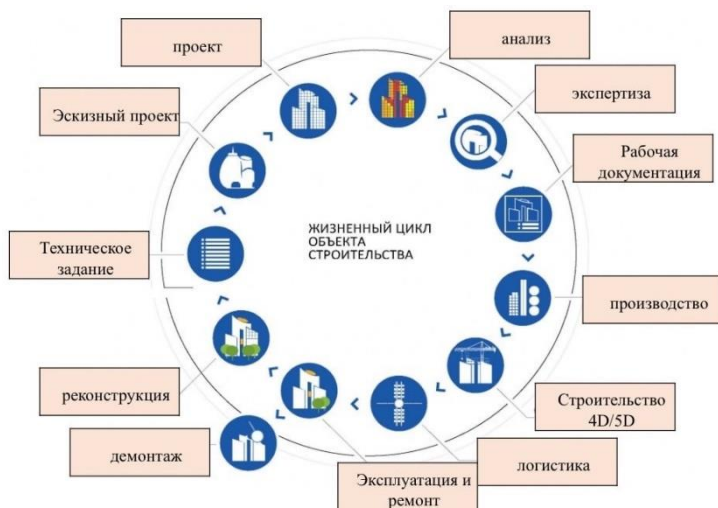 проект
анализ
экспертиза
Эскизный проект
Рабочая
документация
ЖИЗНЕННЫЙ ЦИКЛ
ОБЪЕКТА
СТРОИТЕЛЬСТВА
Техническое
задание
производство
реконструкция
Строительство
4D/5D
демонтаж
логистика
Эксплуатация и
ремонт